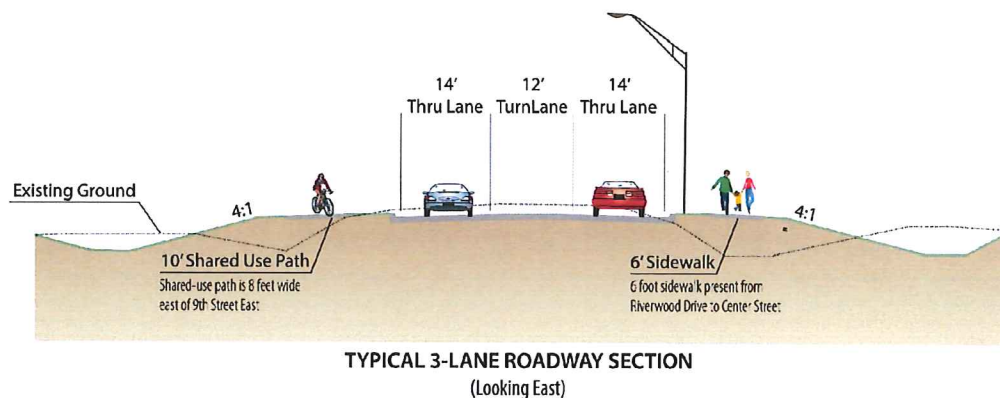 14' 12' 14'
Thru Lane TurnLane Thru Lane
Existing Ground
4:1
4:1
10' Shared Use Path
Shared-use path is 8 feet wide
east of 9th Street East
6' Sidewalk
6 foot sidewalk present from
Riverwood Drive to Center Street
TYPICAL 3-LANE ROADWAY SECTION
(Looking East)